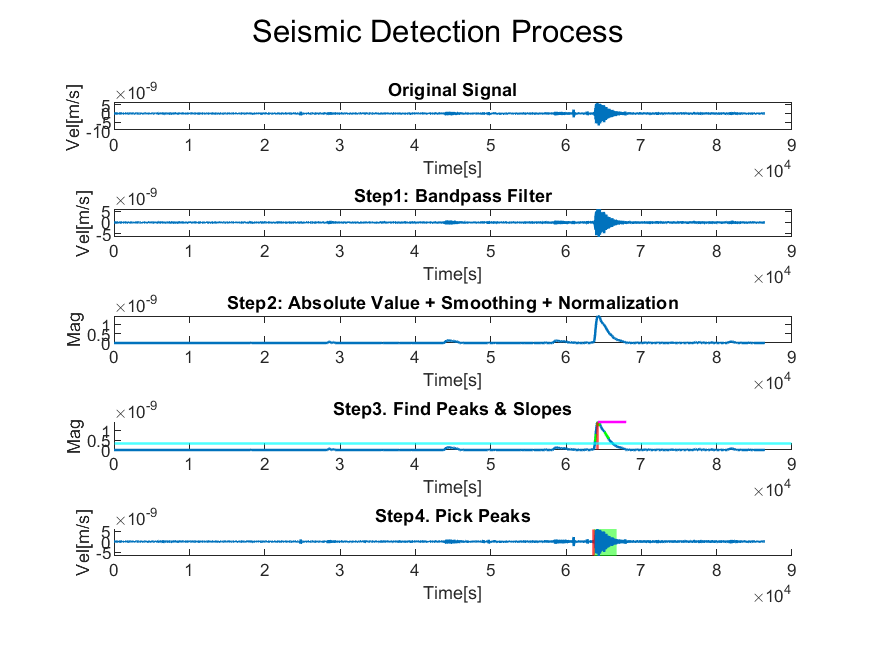 Seismic Detection Process
×10-9
Original Signal
Vel[m/s]
5
0
-5
-10
0 1 2 3 4 5 6 7 8 9
Time[s]
×104
×10-9
Step1: Bandpass Filter
Vel[m/s]
5
0
-5
0 1 2 3 4 5 6 7 8 9
Time[s]
×104
×10-9
Step2: Absolute Value + Smoothing + Normalization
Mag
1
0.5
0
0 1 2 3 4 5 6 7 8 9
Time[s]
×104
×10-9
Step3. Find Peaks & Slopes
Mag
1
0.5
0
0 1 2 3 4 5 6 7 8 9
Time[s]
×104
×10-9
Step4. Pick Peaks
Vel[m/s]
5
0
-5
0 1 2 3 4 5 6 7 8 9
Time[s]
×104